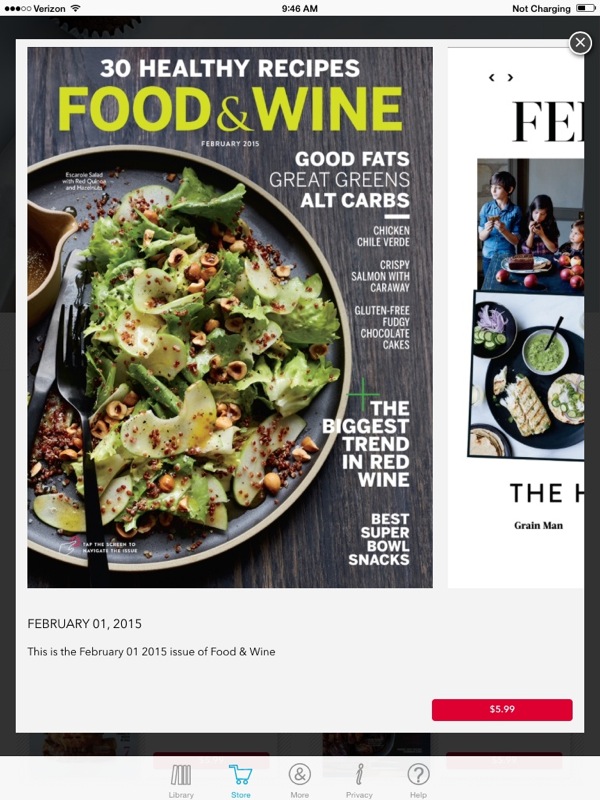 Verizon
9:46 AM
Not Charging
30 HEALTHY RECIPES
FOOD&WINE
FEBRUARY 2015
Escarole Salad
with Red Quinoa
and Hazelnuts
GOOD FATS
GREAT GREENS
ALT CARBS
CHICKEN
CHILE VERDE
CRISPY
SALMON WITH
CARAWAY
GLUTEN-FREE
FUDGY
CHOCOLATE
CAKES
THE
BIGGEST
TREND
IN RED
WINE
BEST
SUPER
BOWL
SNACKS
TAP THE SCREEN TO
NAVIGATE THE ISSUE
FE
THE H
Grain Man
FEBRUARY 01, 2015
This is the February 01 2015 issue of Food & Wine
$5.99
Library
Store
More
Privacy
Help